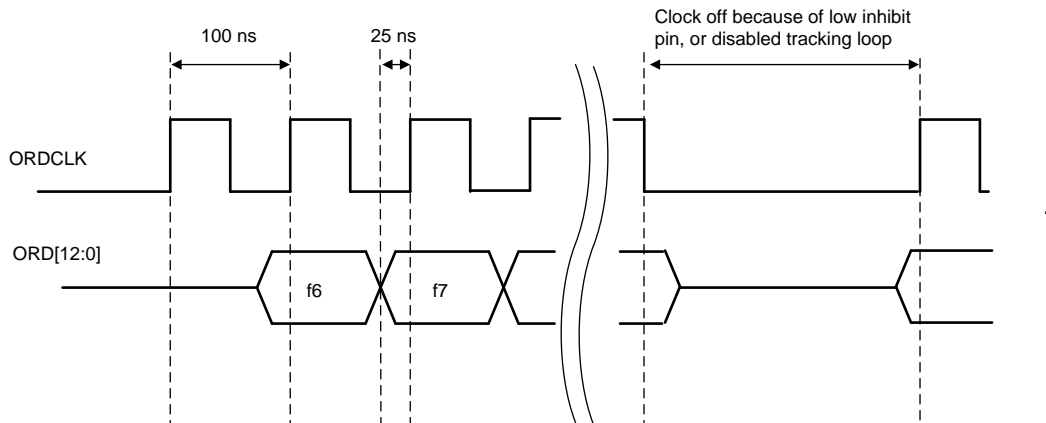 Clock off because of low inhibit
pin, or disabled tracking loop
100 ns
25 ns
ORDCLK
ORD[12:0]
f6
f7